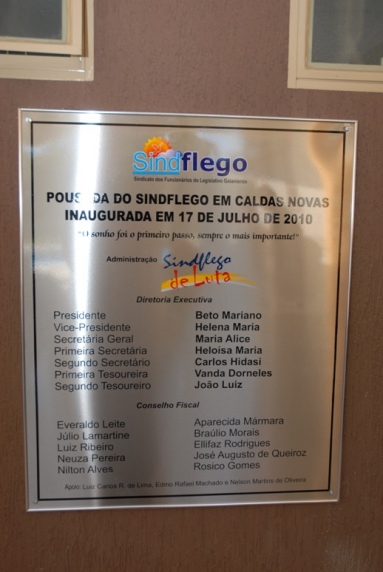 Sindflego
Sindicato dos Funcionários do Legislativo Goianiense
POUSADA DO SINDFLEGO EM CALDAS NOVAS
INAUGURADA EM 17 DE JULHO DE 2010
"O sonho foi o primeiro passo, sempre o mais importante!"
Administração Sindflego
de Luta
Diretoria Executiva
Presidente Beto Mariano
Vice-Presidente Helena Maria
Secretária Geral Maria Alice
Primeira Secretária Heloisa Maria
Segundo Secretário Carlos Hidasi
Primeira Tesoureira Vanda Dorneles
Segundo Tesoureiro João Luiz
Conselho Fiscal
Everaldo Leite Aparecida Mármara
Júlio Lamartine Braúlio Morais
Luiz Ribeiro Ellifaz Rodrigues
Neuza Pereira José Augusto de Queiroz
Nilton Alves Rosico Gomes
Apoio: Luiz Carlos R. de Lima, Edmo Rafael Machado e Nelson Martins de Oliveira